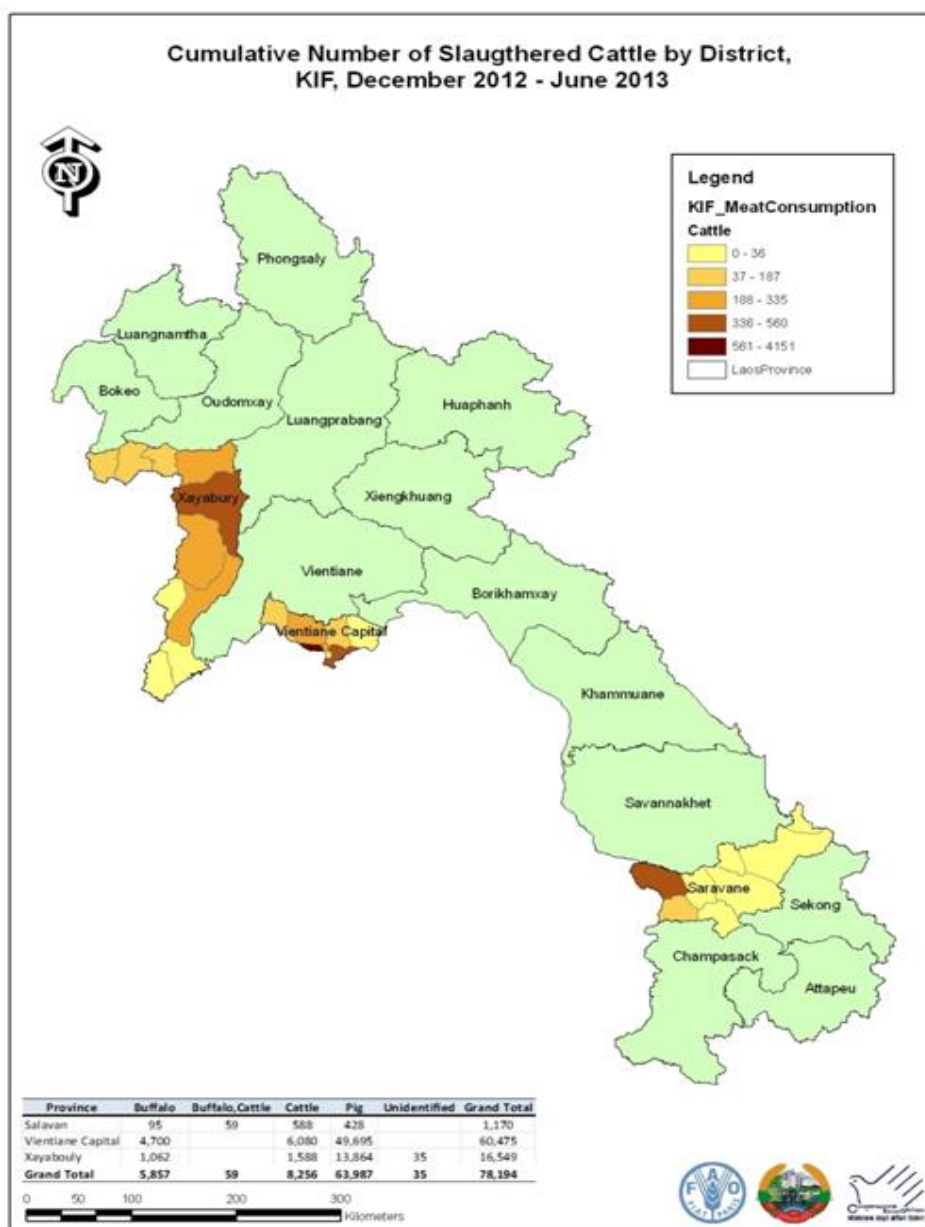 Cumulative Number of Slaugthered Cattle by District,
KIF, December 2012 - June 2013
N
Legend
KIF_MeatConsumption
Cattle
0 - 36
37 - 187
188 - 335
336 - 560
561 - 4151
LaosProvince
Phongsaly
Luangnamtha
Bokeo
Oudomxay
Luangprabang
Huaphanh
Xayabury
Xiengkhuang
Vientiane
Borikhamxay
Vientiane Capital
Khammuane
Savannakhet
Saravane
Sekong
Champasack
Attapeu
Province Buffalo Buffalo,Cattle Cattle Pig Unidentified Grand Total
Salavan 95 59 588 428 1,170
Vientiane Capital 4,700 6,080 49,695 60,475
Xayabouly 1,062 1,588 13,864 35 16,549
Grand Total 5,857 59 8,256 63,987 35 78,194
0 50 100 200 300
Kilometers
F A O
FIAT PANIS